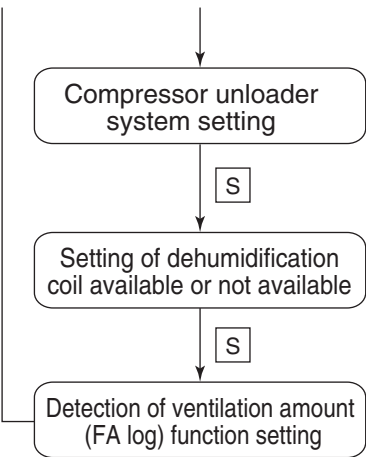 Compressor unloader
system setting
S
Setting of dehumidification
coil available or not available
S
Detection of ventilation amount
(FA log) function setting